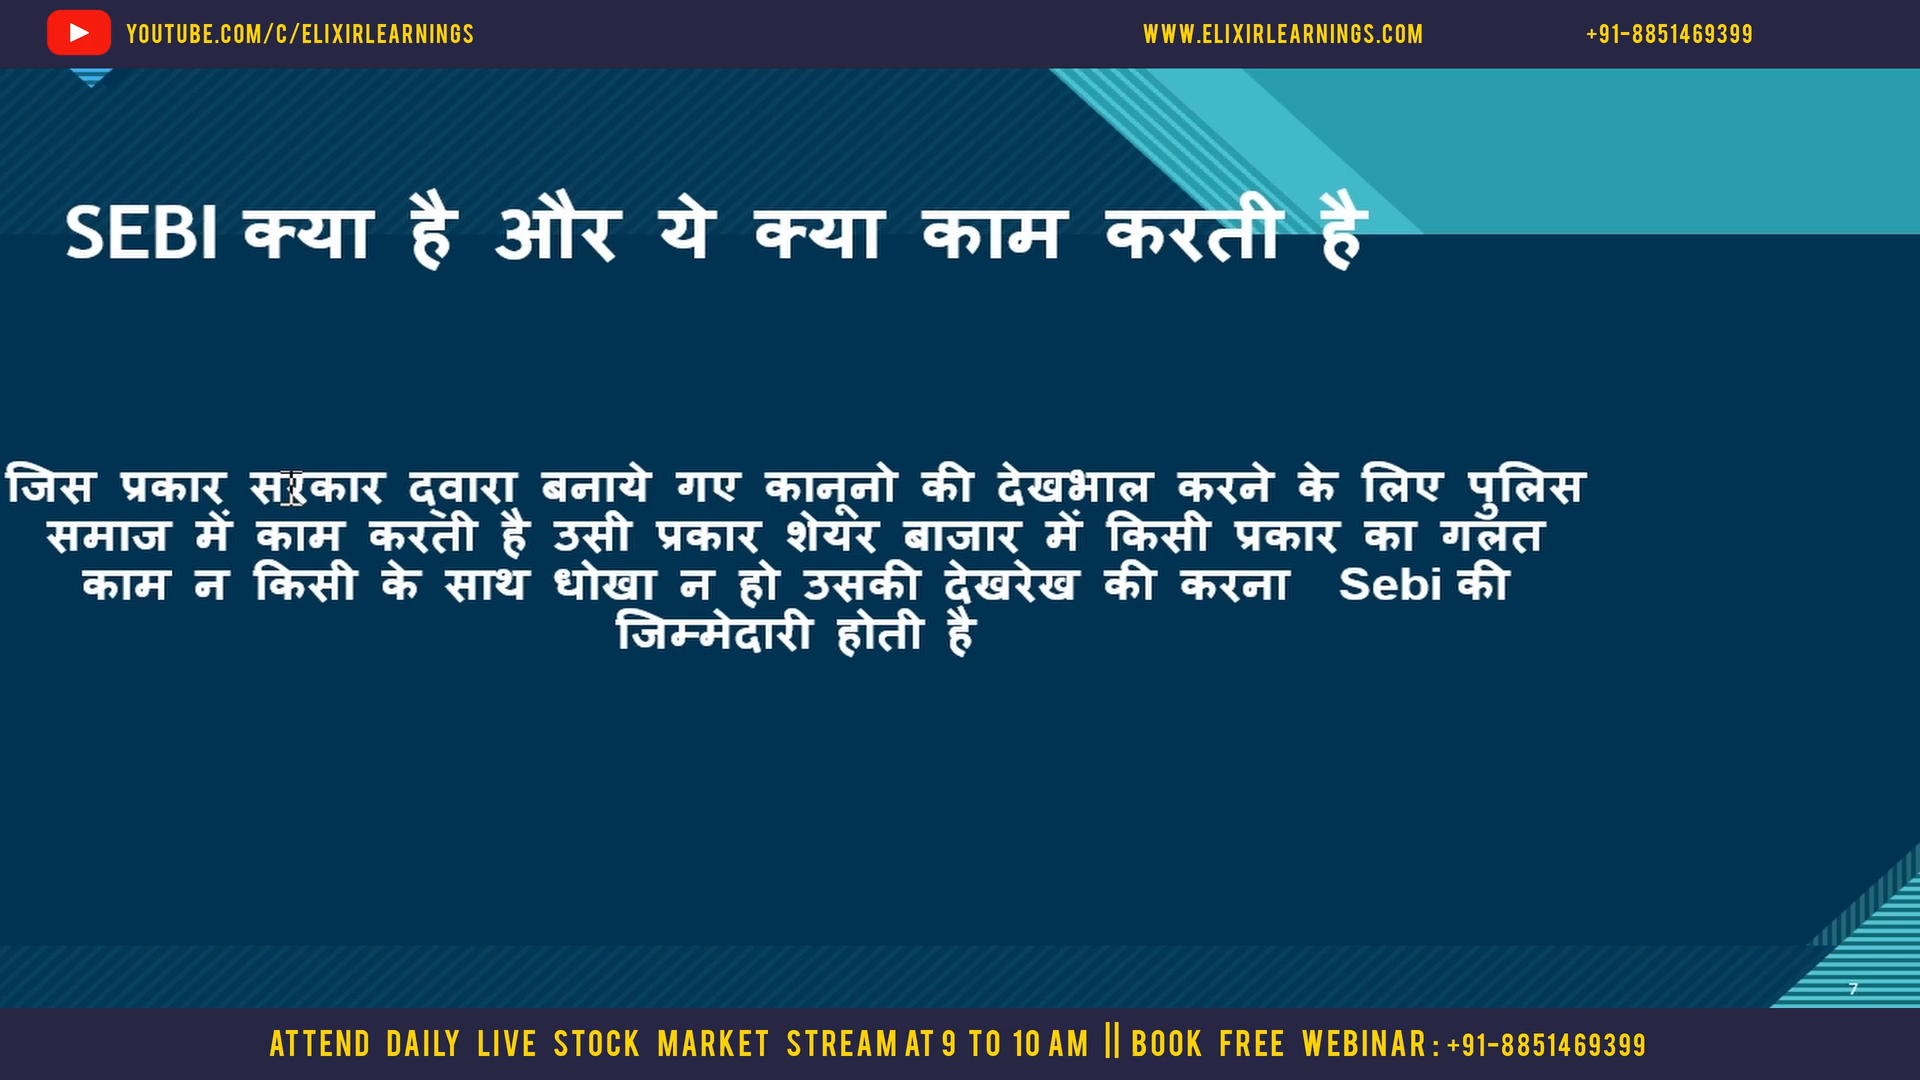 YOUTUBE.COM/C/ELIXIRLEARNINGS WWW.ELIXIRLEARNINGS.COM +91-8851469399
SEBI क्या है और ये क्या काम करती है
जिस प्रकार सरकार द्वारा बनाये गए कानूनो की देखभाल करने के लिए पुलिस
समाज में काम करती है उसी प्रकार शेयर बाजार में किसी प्रकार का गलत
काम न किसी के साथ धोखा न हो उसकी देखरेख की करना Sebi की
जिम्मेदारी होती है
7
ATTEND DAILY LIVE STOCK MARKET STREAM AT 9 TO 10 AM || BOOK FREE WEBINAR : +91-8851469399